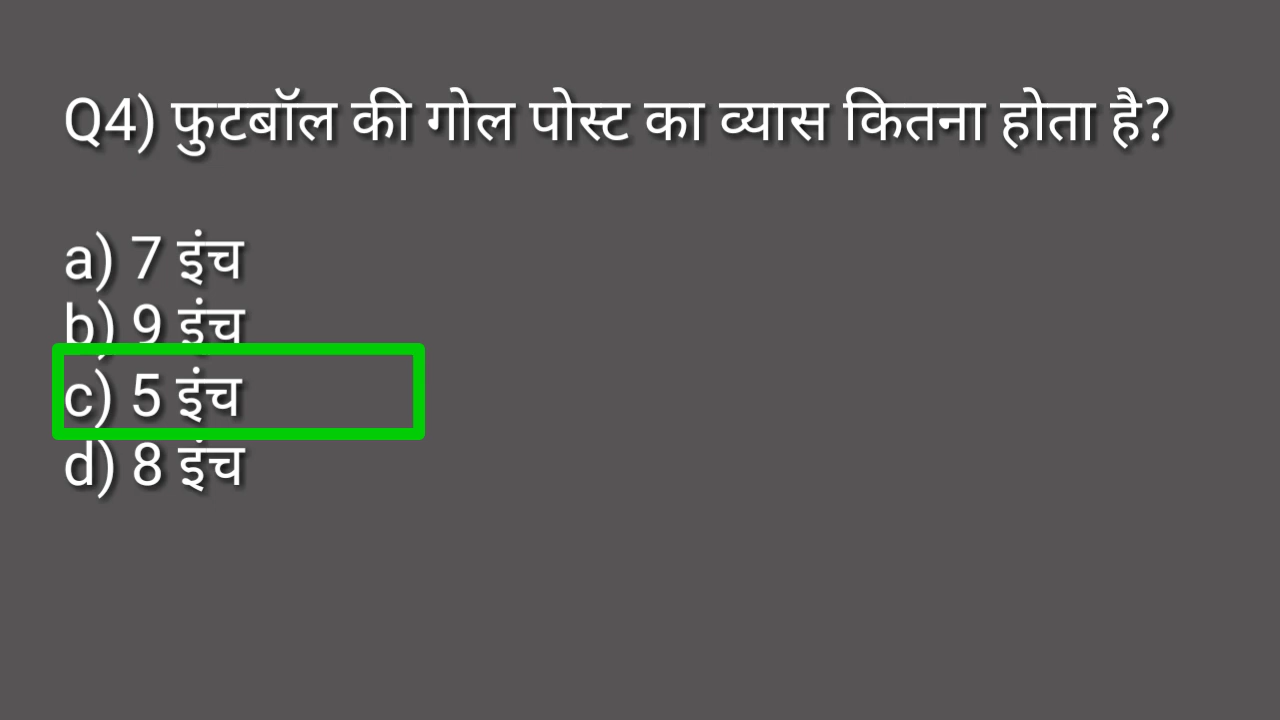 Q4) फुटबॉल की गोल पोस्ट का व्यास कितना होता है?
a) 7 इंच
b) 9 इंच
c) 5 इंच
d) 8 इंच